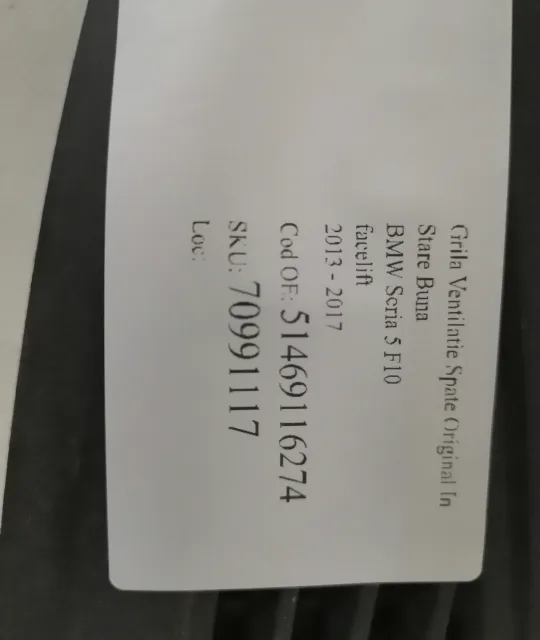 Grila Ventilatie Spate Original In
Stare Buna
BMW Seria 5 F10
facelift
2013 - 2017
Cod OE: 51469116274
SKU: 70991117
Loc: